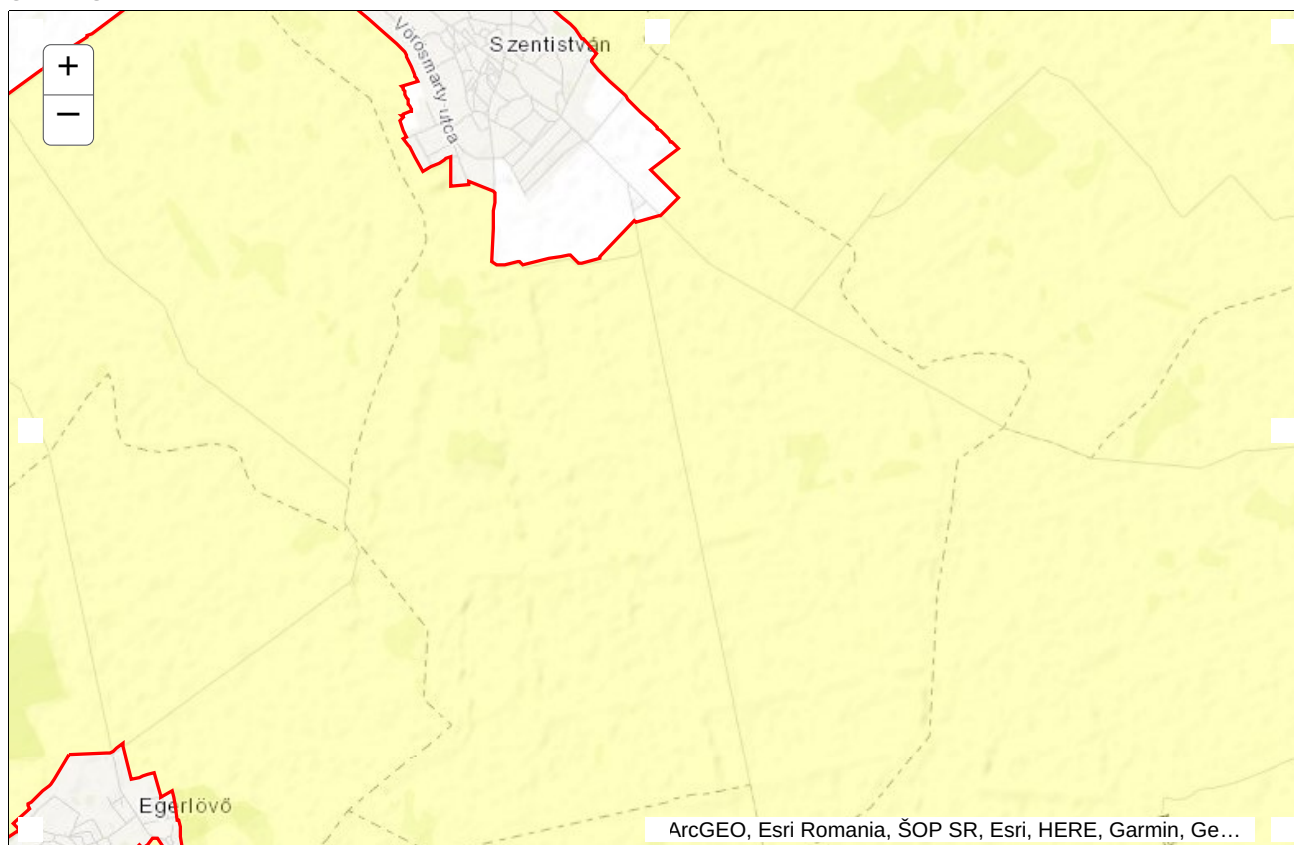 Szentistván
Vörösmarty utca
+
−
Egerlövő
ArcGEO, Esri Romania, ŠOP SR, Esri, HERE, Garmin, Ge…